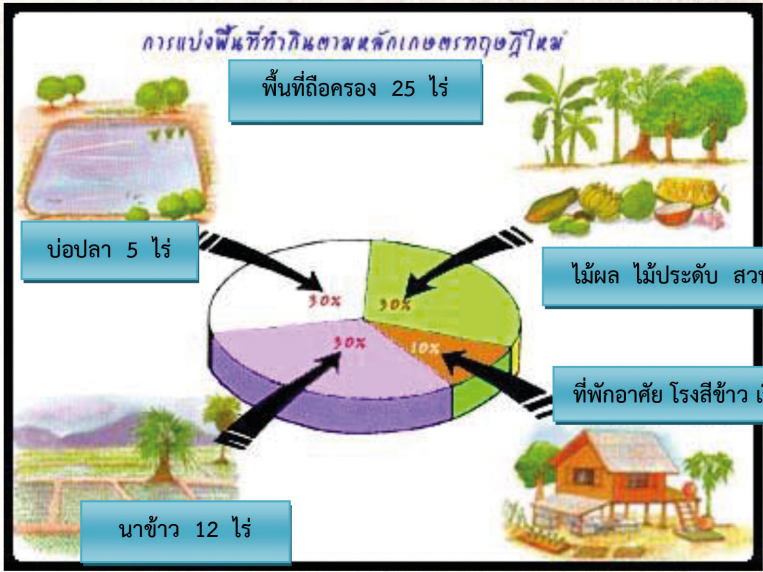 การแบ่งพื้นที่ทำกินตามหลักเกษตรทฤษฎีใหม่
พื้นที่ถือครอง 25 ไร่
บ่อปลา 5 ไร่
ไม้ผล ไม้ประดับ
30%
30%
30%
10%
ที่พักอาศัย โรงสีข้าว
นาข้าว 12 ไร่